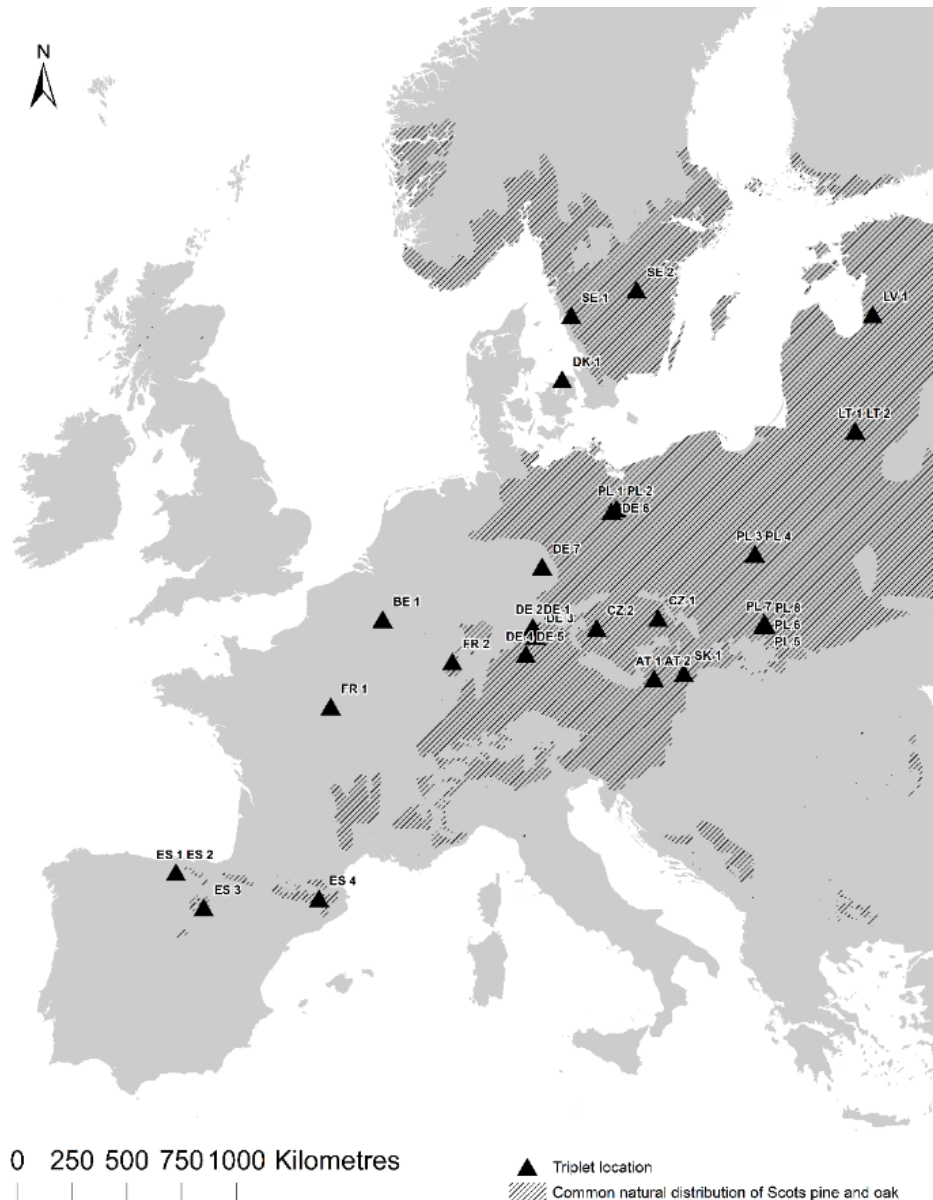 N
SE 2
SE 1
LV 1
DK 1
LT 1 LT 2
PL 1 PL 2
DE 6
PL 3 PL 4
DE 7
BE 1
DE 2 DE 1
DE 3
CZ 2
CZ 1
PL 7 PL 8
PL 6
PL 5
FR 2
DE 4 DE 5
AT 1 AT 2
SK 1
FR 1
ES 1 ES 2
ES 3
ES 4
0 250 500 750 1000 Kilometres
Triplet location
Common natural distribution of Scots pine and oak